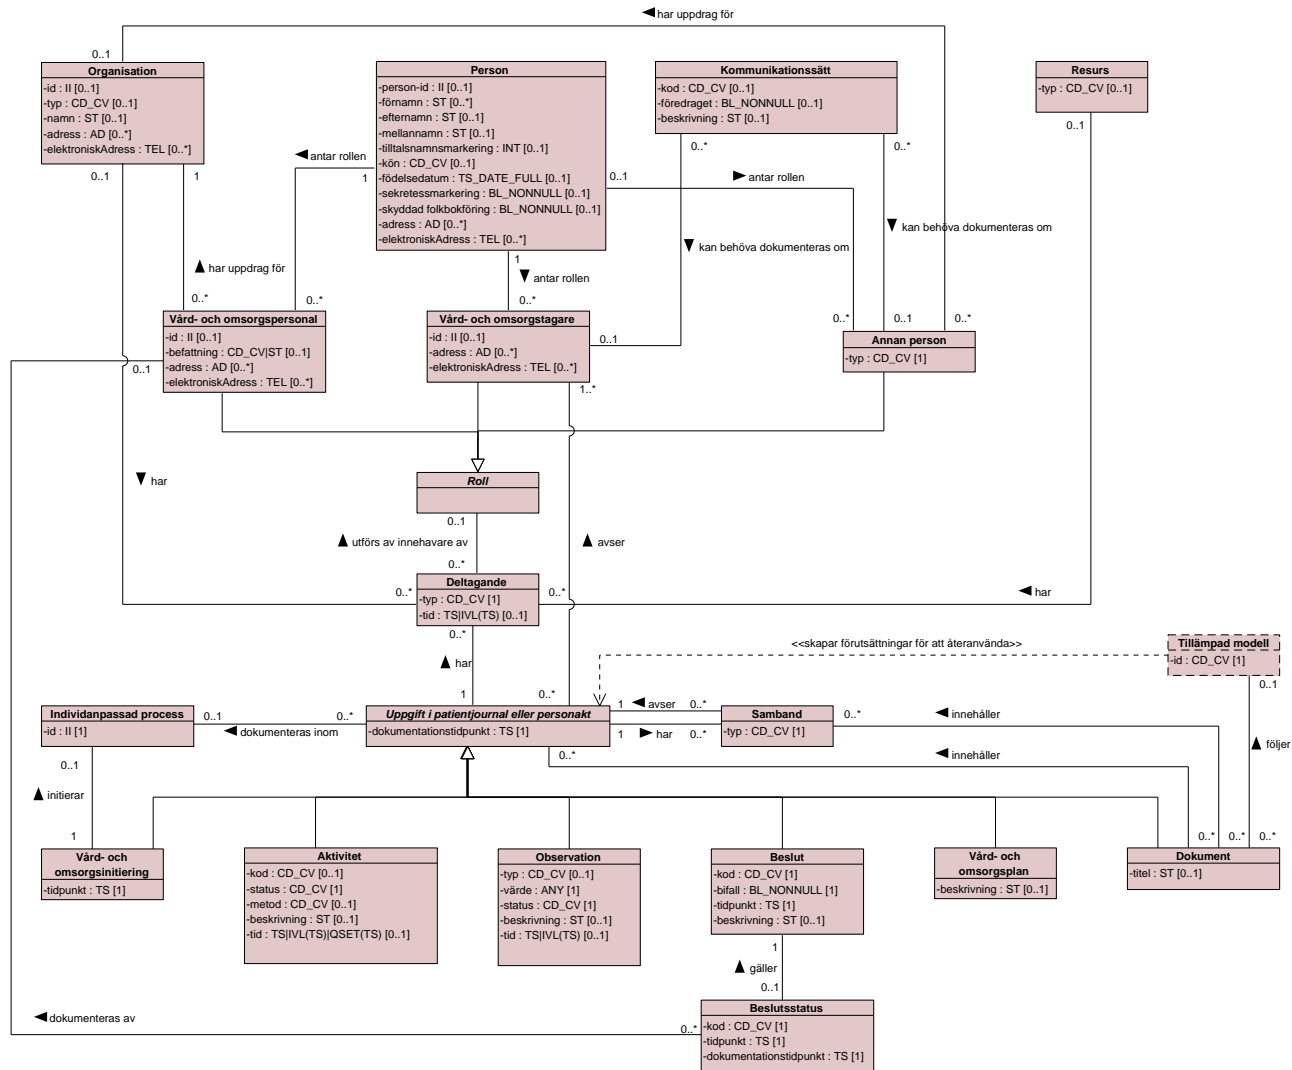 ◄ har uppdrag för
0..1
Organisation
-id : II [0..1]
-typ : CD_CV [0..1]
-namn : ST [0..1]
-adress : AD [0..*]
-elektroniskAdress : TEL [0..*]
Person
-person-id : II [0..1]
-förnamn : ST [0..*]
-efternamn : ST [0..1]
-mellannamn : ST [0..1]
-tilltalsnamnsmarkering : INT [0..1]
-kön : CD_CV [0..1]
-födelsedatum : TS_DATE_FULL [0..1]
-sekretessmarkering : BL_NONNULL [0..1]
-skyddad folkbokföring : BL_NONNULL [0..1]
-adress : AD [0..*]
-elektroniskAdress : TEL [0..*]
Kommunikationssätt
-kod : CD_CV [0..1]
-föredraget : BL_NONNULL [0..1]
-beskrivning : ST [0..1]
Resurs
-typ : CD_CV [0..1]
0..1
0..*
0..*
◄ antar rollen
1
0..1
1
0..1
► antar rollen
▼ kan behöva dokumenteras om
▼ kan behöva dokumenteras om
1
▲ har uppdrag för
▼ antar rollen
0..*
0..*
0..*
0..*
0..1
0..*
Vård- och omsorgspersonal
-id : II [0..1]
-befattning : CD_CV|ST [0..1]
-adress : AD [0..*]
-elektroniskAdress : TEL [0..*]
0..1
Vård- och omsorgstagare
-id : II [0..1]
-adress : AD [0..*]
-elektroniskAdress : TEL [0..*]
0..1
1..*
Annan person
-typ : CD_CV [1]
▼ har
Roll
0..1
▲ utförs av innehavare av
▲ avser
0..*
Deltagande
-typ : CD_CV [1]
-tid : TS|IVL(TS) [0..1]
0..*
0..*
◄ har
0..*
▲ har
1
0..*
<<skapar förutsättningar för att återanvända>>
Tillämpad modell
-id : CD_CV [1]
0..1
Individanpassad process
-id : II [1]
0..1
0..*
◄ dokumenteras inom
Uppgift i patientjournal eller personakt
-dokumentationstidpunkt : TS [1]
1
◄ avser
0..*
1
► har
0..*
Samband
-typ : CD_CV [1]
0..*
◄ innehåller
0..*
◄ innehåller
▲ följer
0..1
▲ initierar
1
0..*
0..*
0..*
Vård- och
omsorgsinitiering
-tidpunkt : TS [1]
Aktivitet
-kod : CD_CV [0..1]
-status : CD_CV [1]
-metod : CD_CV [0..1]
-beskrivning : ST [0..1]
-tid : TS|IVL(TS)|QSET(TS) [0..1]
Observation
-typ : CD_CV [0..1]
-värde : ANY [1]
-status : CD_CV [1]
-beskrivning : ST [0..1]
-tid : TS|IVL(TS) [0..1]
Beslut
-kod : CD_CV [1]
-bifall : BL_NONNULL [1]
-tidpunkt : TS [1]
-beskrivning : ST [0..1]
Vård- och
omsorgsplan
-beskrivning : ST [0..1]
Dokument
-titel : ST [0..1]
1
▲ gäller
0..1
◄ dokumenteras av
0..*
Beslutsstatus
-kod : CD_CV [1]
-tidpunkt : TS [1]
-dokumentationstidpunkt : TS [1]